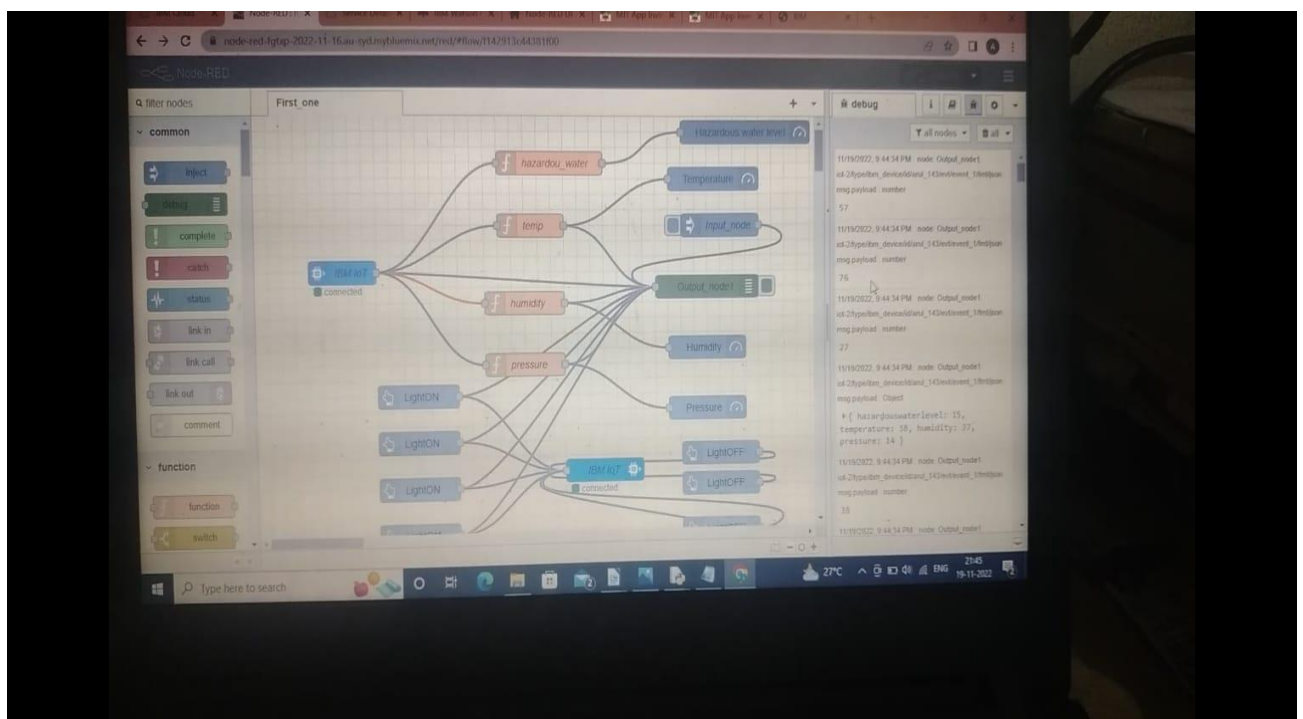 Node-RED
filter nodes
First_one
debug
common
all nodes
all
inject
debug
complete
catch
status
link in
link call
link out
comment
function
function
switch
hazardou_water
Hazardous water level
Temperature
temp
Input_node
IBM IoT
connected
Output_node1
humidity
Humidity
pressure
Pressure
LightON
LightON
LightON
IBM IoT
connected
LightOFF
LightOFF
11/19/2022, 9:44:34 PM node: Output_node1
msg.payload : number
57
11/19/2022, 9:44:34 PM node: Output_node1
msg.payload : number
76
11/19/2022, 9:44:34 PM node: Output_node1
msg.payload : number
27
11/19/2022, 9:44:34 PM node: Output_node1
msg.payload : Object
{ hazardouswaterlevel: 15,
temperature: 38, humidity: 27,
pressure: 14 }
11/19/2022, 9:44:34 PM node: Output_node1
msg.payload : number
11/19/2022, 9:44:34 PM node: Output_node1
Type here to search
27°C
ENG
21:45
19-11-2022